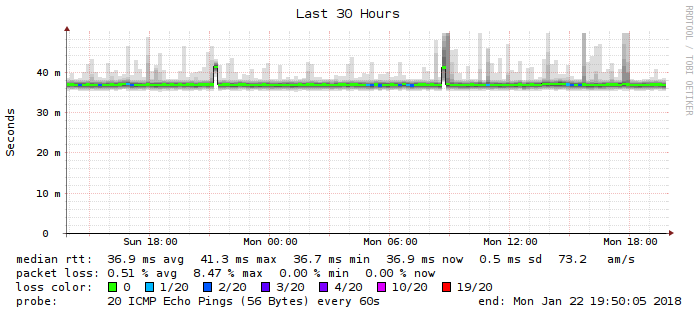 Last 30 Hours
RRDTOOL / TOBI OETIKER
Seconds
40 m
30 m
20 m
10 m
0
Sun 18:00 Mon 00:00 Mon 06:00 Mon 12:00 Mon 18:00
median rtt: 36.9 ms avg 41.3 ms max 36.7 ms min 36.9 ms now 0.5 ms sd 73.2 am/s
packet loss: 0.51 % avg 8.47 % max 0.00 % min 0.00 % now
loss color: 0 1/20 2/20 3/20 4/20 10/20 19/20
probe: 20 ICMP Echo Pings (56 Bytes) every 60s end: Mon Jan 22 19:50:05 2018